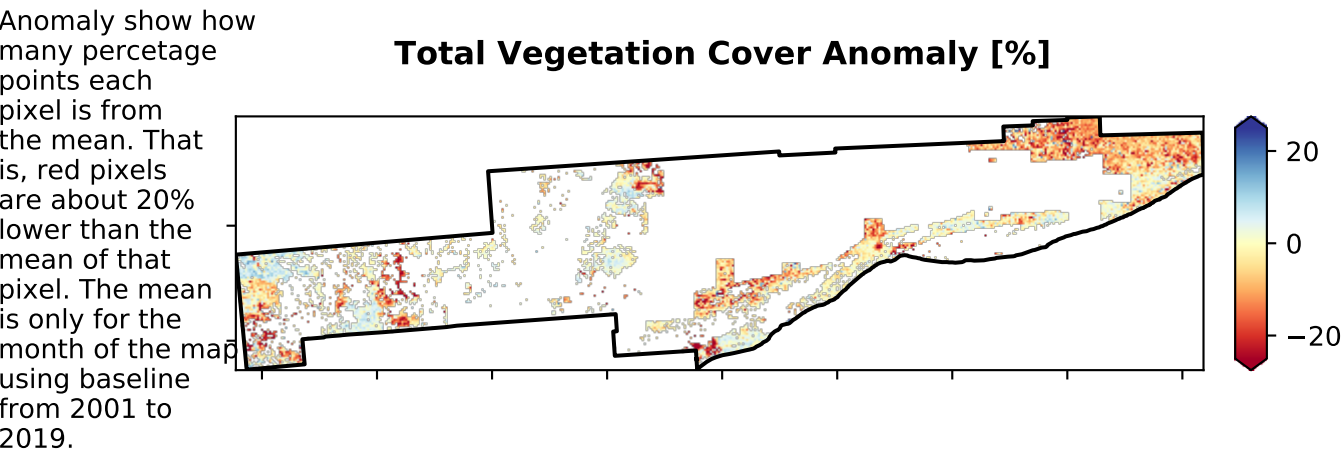 Anomaly show how
many percetage
points each
pixel is from
the mean. That
is, red pixels
are about 20%
lower than the
mean of that
pixel. The mean
is only for the
month of the map
using baseline
from 2001 to
2019.
Total Vegetation Cover Anomaly [%]
20
0
−20